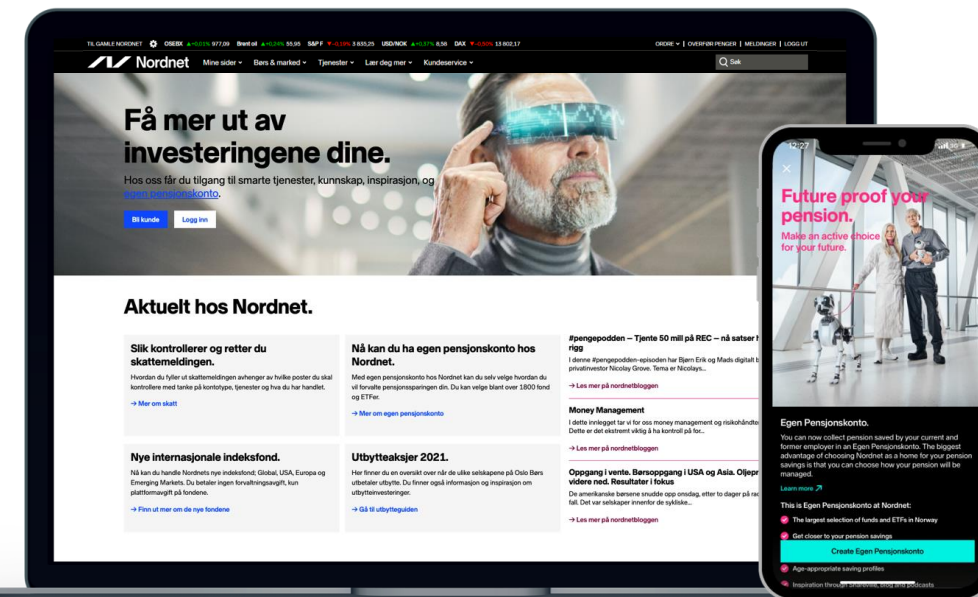 TIL GAMLE NORDNET OSEBX ▲+0,01% 977,09 Brent oil ▲+0,24% 55,95 S&P F ▼-0,19% 3 835,25 USD/NOK ▲+0,37% 8,56 DAX ▼ 13 602,17 ORDRE OVERFØR PENGER | MELDINGER | LOGG UT
Nordnet Mine sider Børs & marked Tjenester Lær deg mer Kundeservice Søk
Få mer ut av
investeringene dine.
Hos oss får du tilgang til smarte tjenester, kunnskap, inspirasjon, og
egen pensjonskonto.
Bli kunde Logg inn
Aktuelt hos Nordnet.
Slik kontrollerer og retter du
skattemeldingen.
Hvordan du fyller ut skattemeldingen avhenger av hvilke poster du skal
kontrollere med tanke på kontotype, tjenester og hva du har handlet.
→ Mer om skatt
Nå kan du ha egen pensjonskonto hos
Nordnet.
Med egen pensjonskonto hos Nordnet kan du selv velge hvordan du
vil forvalte pensjonssparingen din. Du kan velge blant over 1800 fond
og ETFer.
→ Mer om egen pensjonskonto
Nye internasjonale indeksfond.
Nå kan du handle Nordnets nye indeksfond; Global, USA, Europa og
Emerging Markets. Du betaler ingen forvaltningsavgift, kun
plattformavgift på fondene.
→ Finn ut mer om de nye fondene
Utbytteaksjer 2021.
Her finner du en oversikt over når de ulike selskapene på Oslo Børs
utbetaler utbytte. Du finner også informasjon og inspirasjon om
utbytteinvesteringer.
→ Gå til utbytteguiden
#pengepodden – Tjente 50 mill på REC – nå satser
rigg
I denne #pengepodden-episoden har Bjørn Erik og Mads digitalt
privatinvestor Nicolay Grove. Tema er Nicolays...
→ Les mer på nordnetbloggen
Money Management
I dette innlegget tar vi for oss money management og
Dette er det ekstremt viktig å ha kontroll på for...
→ Les mer på nordnetbloggen
Oppgang i vente. Børsoppgang i USA og Asia.
videre ned. Resultater i fokus
De amerikanske børsene snudde opp onsdag, etter to dager på
fall. Det var selskaper innenfor de sykliske...
→ Les mer på nordnetbloggen
12:27
Future proof your
pension.
Make an active choice
for your future.
Egen Pensjonskonto.
You can now collect pension saved by your current and
former employer in an Egen Pensjonskonto. The biggest
advantage of choosing Nordnet as a home for your pension
savings is that you can choose how your pension will be
managed.
Learn more
This is Egen Pensjonskonto at Nordnet:
The largest selection of funds and ETFs in Norway
Get closer to your pension savings
Create Egen Pensjonskonto
Age-appropriate saving profiles
Inspiration through Shareville, blog and podcasts